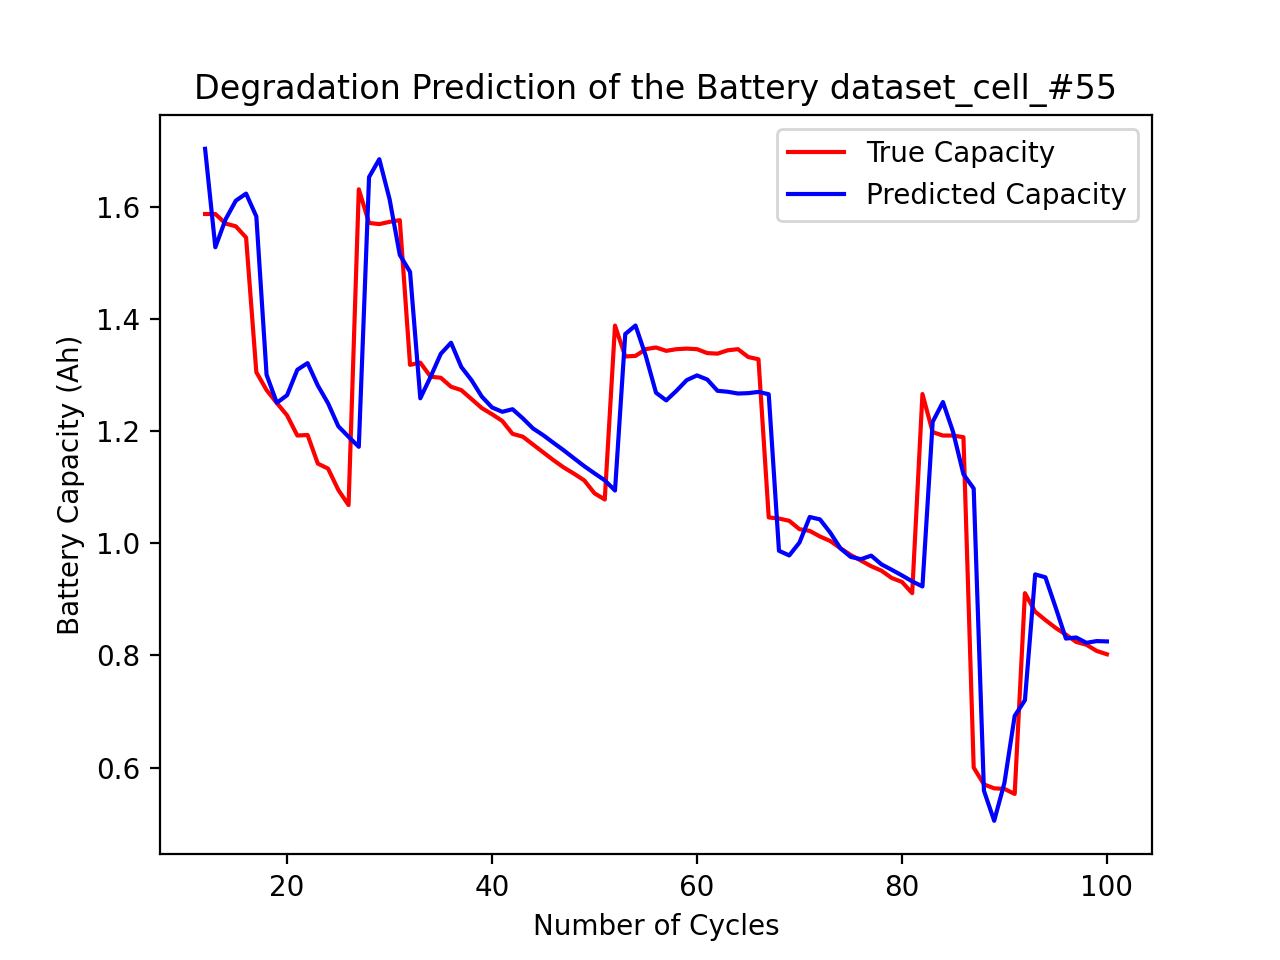 Degradation Prediction of the Battery dataset_cell_#55
True Capacity
Predicted Capacity
1.6
1.4
1.2
1.0
0.8
0.6
Battery Capacity (Ah)
20 40 60 80 100
Number of Cycles